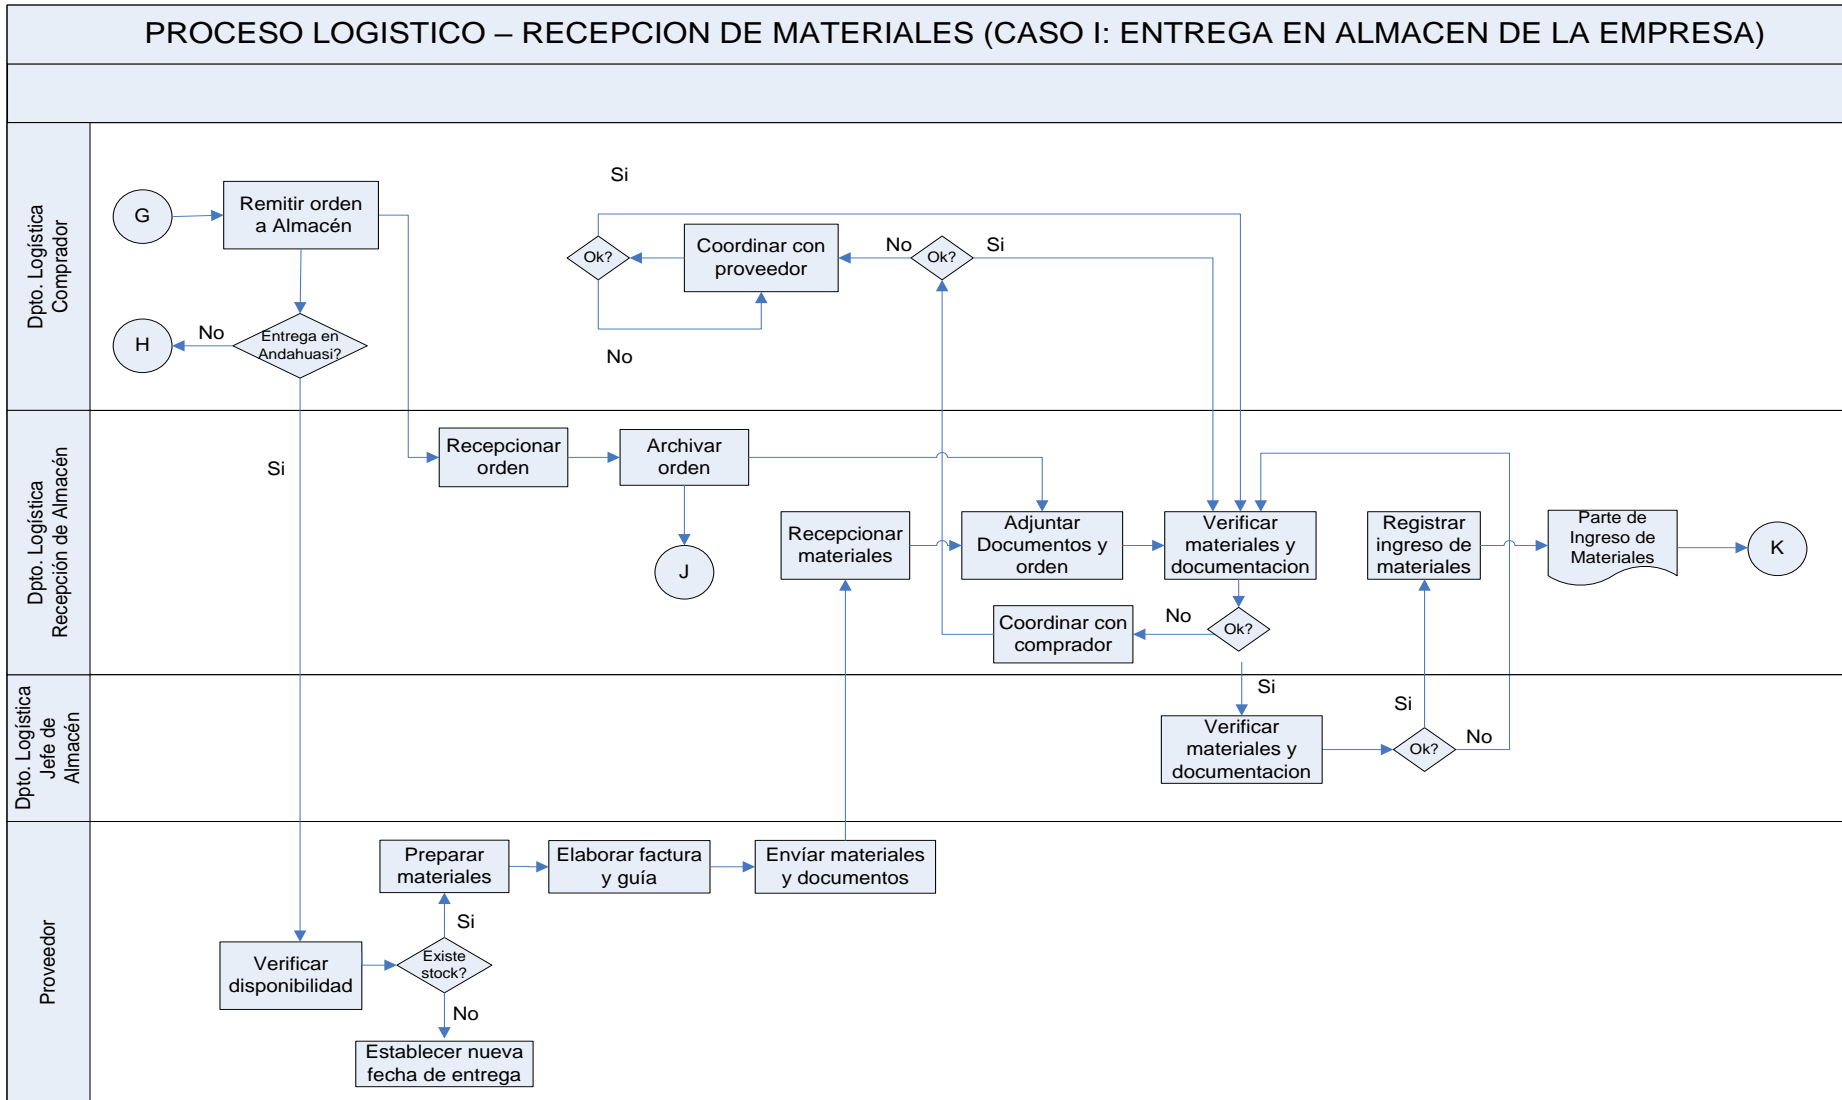 PROCESO LOGISTICO – RECEPCION DE MATERIALES (CASO I: ENTREGA EN ALMACEN DE LA EMPRESA)
Dpto. Logística
Comprador
G
Remitir orden
a Almacén
H
No
Entrega en
Andahuasi?
Si
Si
Ok?
No
Coordinar con
proveedor
No
Ok?
Si
Dpto. Logística
Recepción de Almacén
Recepcionar
orden
Archivar
orden
J
Recepcionar
materiales
Adjuntar
Documentos y
orden
Verificar
materiales y
documentacion
Coordinar con
comprador
No
Ok?
Si
Registrar
ingreso de
materiales
Parte de
Ingreso de
Materiales
K
Dpto. Logística
Jefe de
Almacén
Verificar
materiales y
documentacion
Si
Ok?
No
Proveedor
Preparar
materiales
Elaborar factura
y guía
Envíar materiales
y documentos
Si
Verificar
disponibilidad
Existe
stock?
No
Establecer nueva
fecha de entrega